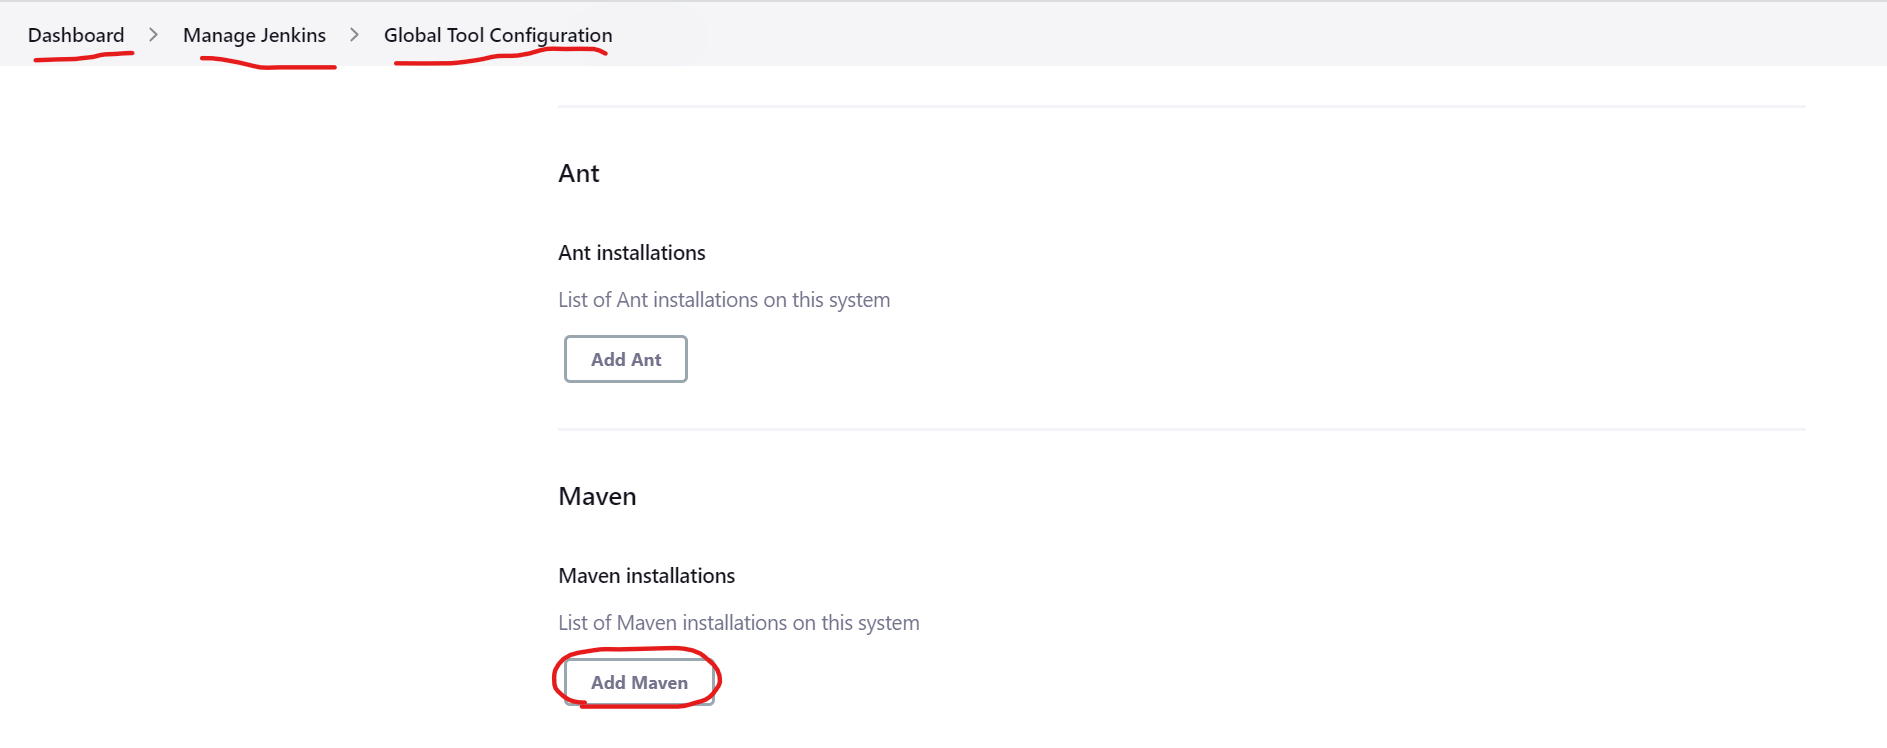 Dashboard > Manage Jenkins > Global Tool Configuration
Ant
Ant installations
List of Ant installations on this system
Add Ant
Maven
Maven installations
List of Maven installations on this system
Add Maven